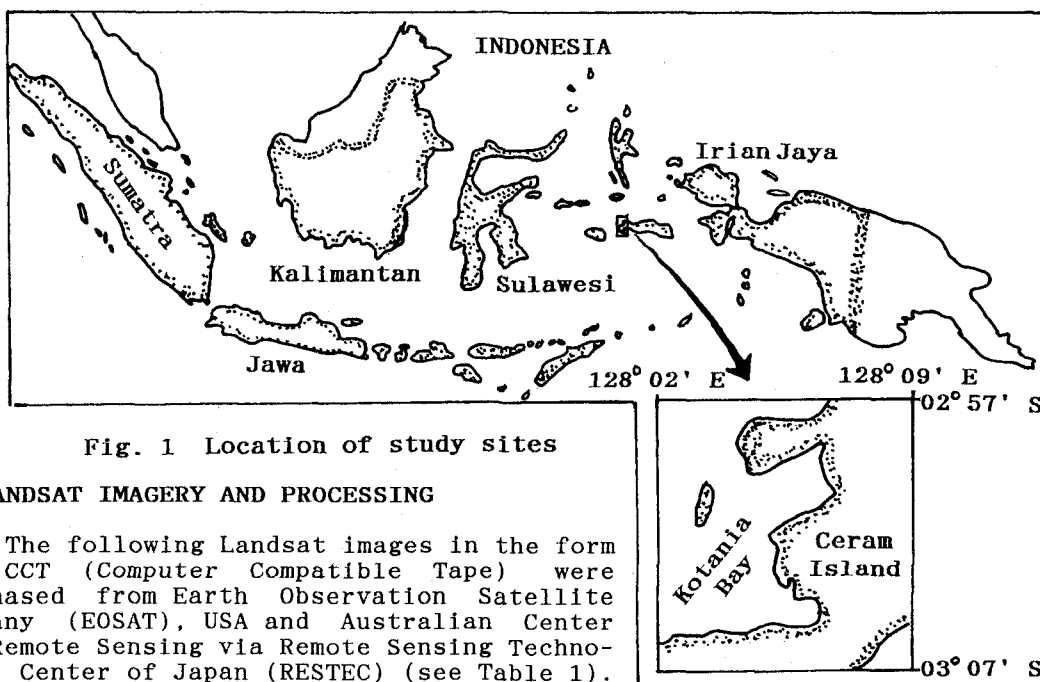 INDONESIA
Irian Jaya
Sumatra
Kalimantan
Sulawesi
Jawa
128° 02' E
128° 09' E
02° 57' S
Fig. 1 Location of study sites
ANDSAT IMAGERY AND PROCESSING
The following Landsat images in the form
CCT (Computer Compatible Tape) were
hased from Earth Observation Satellite
any (EOSAT), USA and Australian Center
Remote Sensing via Remote Sensing Techno-
Center of Japan (RESTEC) (see Table 1).
Kotania
Bay
Ceram
Island
03° 07' S